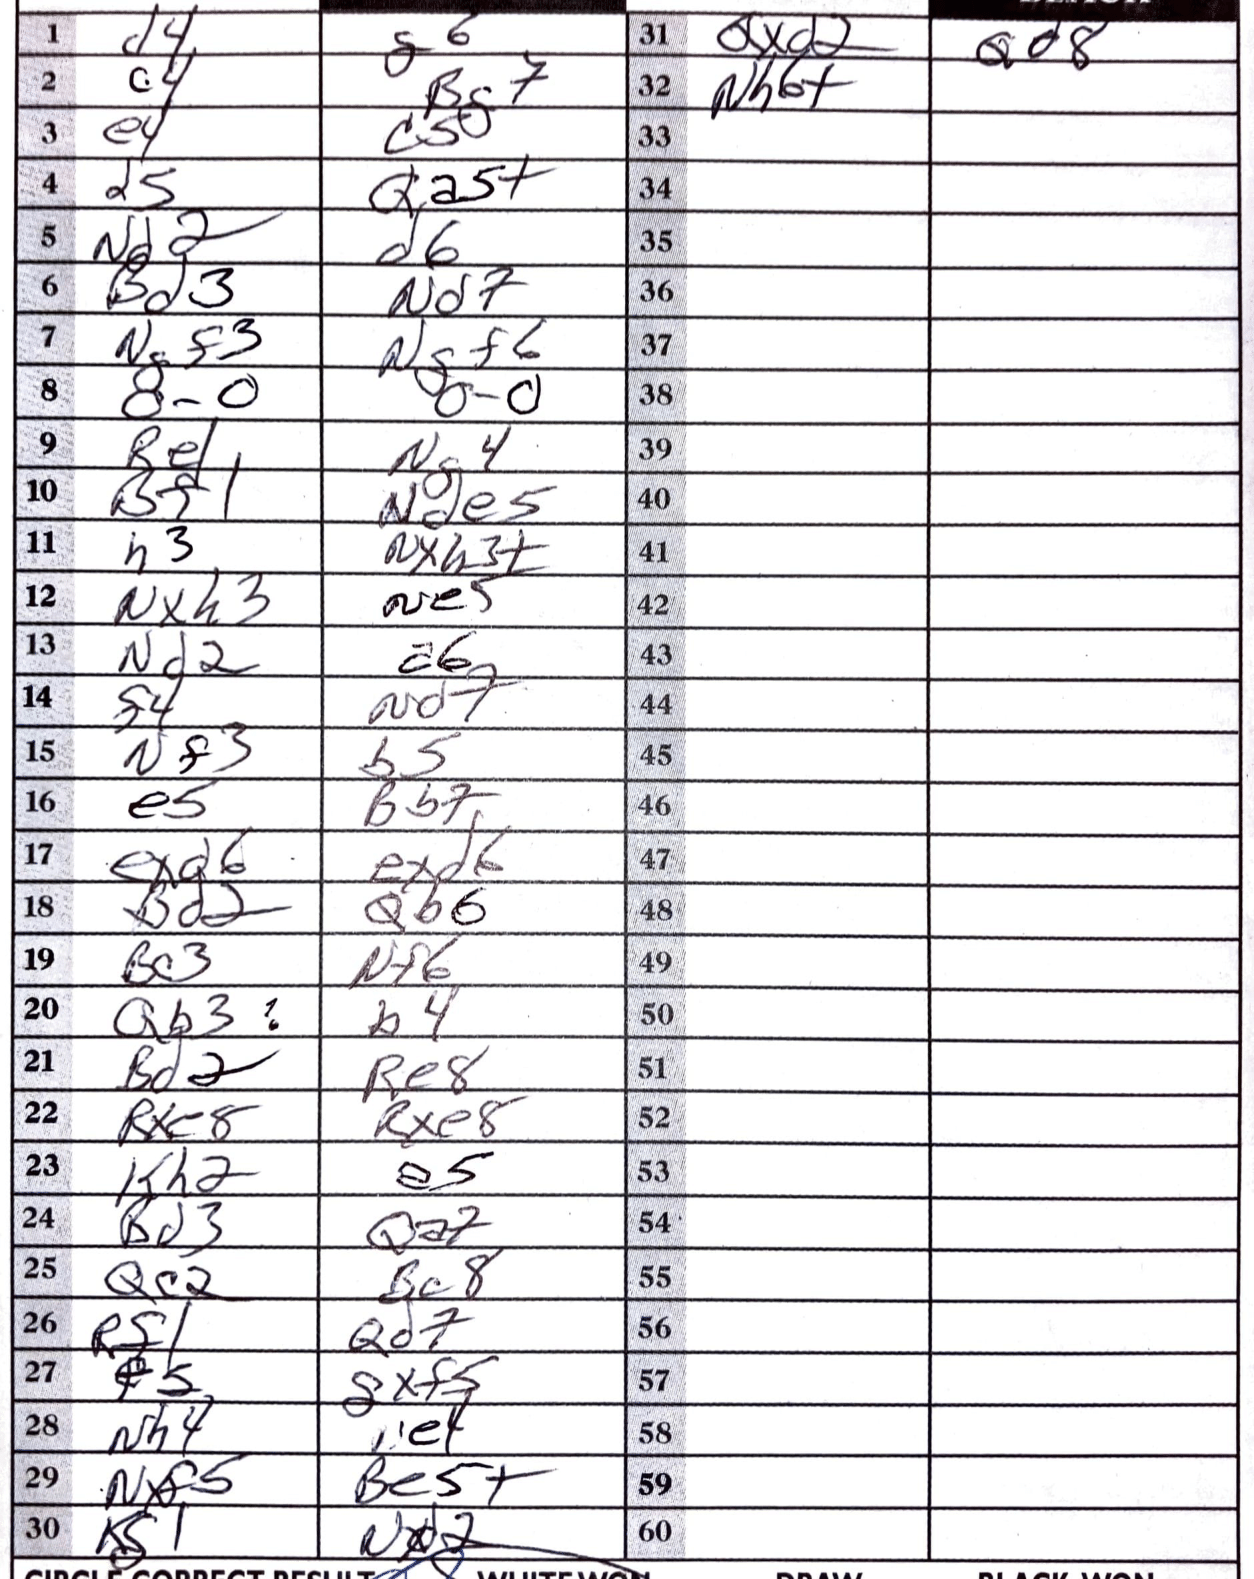 1 d4 g6 31 Qxd2 Qd8
2 c4 Bg7 32 Nh6+
3 e4 c5 33
4 d5 Qa5+ 34
5 Nd2 d6 35
6 Bd3 Nd7 36
7 Ngf3 Ngf6 37
8 0-0 0-0 38
9 Re1 Ng4 39
10 Bf1 Nde5 40
11 h3 Nxh3+ 41
12 Nxh3 Ne5 42
13 Nd2 a6 43
14 f4 Nd7 44
15 Nf3 b5 45
16 e5 Bb7 46
17 exd6 exd6 47
18 Bd2 Qb6 48
19 Bc3 Nf6 49
20 Qb3? b4 50
21 Bd2 Re8 51
22 Rxe8 Rxe8 52
23 Kh2 a5 53
24 Bd3 Qa7 54
25 Qc2 Bc8 55
26 Rf1 Qd7 56
27 f5 gxf5 57
28 Nh4 Ne4 58
29 Nxf5 Be5+ 59
30 Kg1 Nxd2 60
CIRCLE CORRECT RESULT WHITE WON DRAW BLACK WON